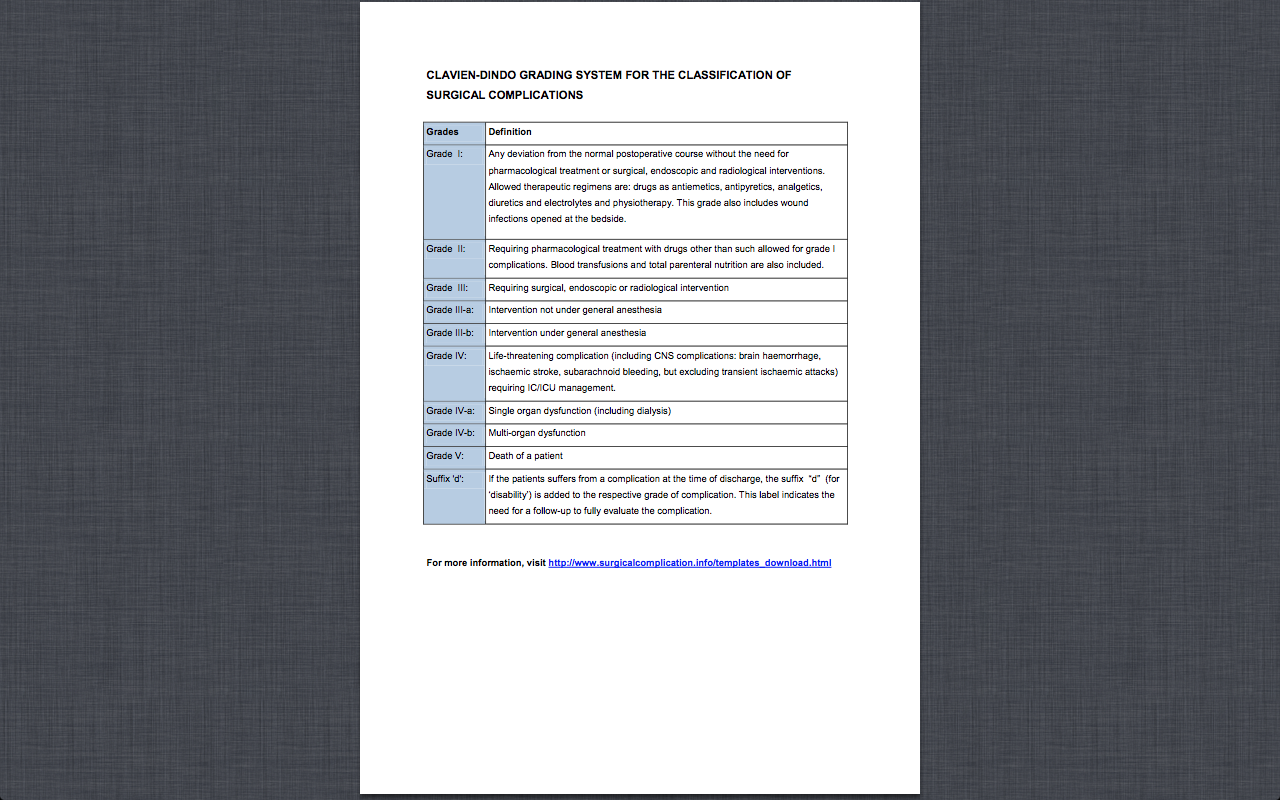 CLAVIEN-DINDO GRADING SYSTEM FOR THE CLASSIFICATION OF
SURGICAL COMPLICATIONS
Grades Definition
Grade I: Any deviation from the normal postoperative course without the need for
pharmacological treatment or surgical, endoscopic and radiological interventions.
Allowed therapeutic regimens are: drugs as antiemetics, antipyretics, analgetics,
diuretics and electrolytes and physiotherapy. This grade also includes wound
infections opened at the bedside.
Grade II: Requiring pharmacological treatment with drugs other than such allowed for grade I
complications. Blood transfusions and total parenteral nutrition are also included.
Grade III: Requiring surgical, endoscopic or radiological intervention
Grade III-a: Intervention not under general anesthesia
Grade III-b: Intervention under general anesthesia
Grade IV: Life-threatening complication (including CNS complications: brain haemorrhage,
ischaemic stroke, subarachnoid bleeding, but excluding transient ischaemic attacks)
requiring IC/ICU management.
Grade IV-a: Single organ dysfunction (including dialysis)
Grade IV-b: Multi-organ dysfunction
Grade V: Death of a patient
Suffix 'd': If the patients suffers from a complication at the time of discharge, the suffix “d” (for
‘disability’) is added to the respective grade of complication. This label indicates the
need for a follow-up to fully evaluate the complication.
For more information, visit http://www.surgicalcomplication.info/templates_download.html